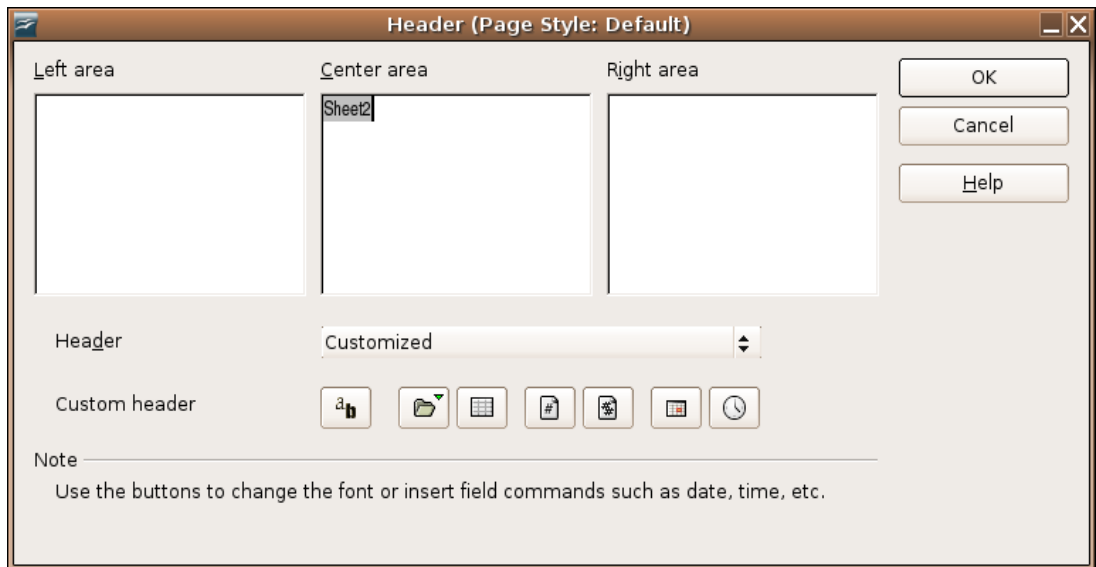 Header (Page Style: Default)
Left area
Center area
Right area
OK
Sheet2
Cancel
Help
Header
Customized
Custom header
ab
#
Note
Use the buttons to change the font or insert field commands such as date, time, etc.